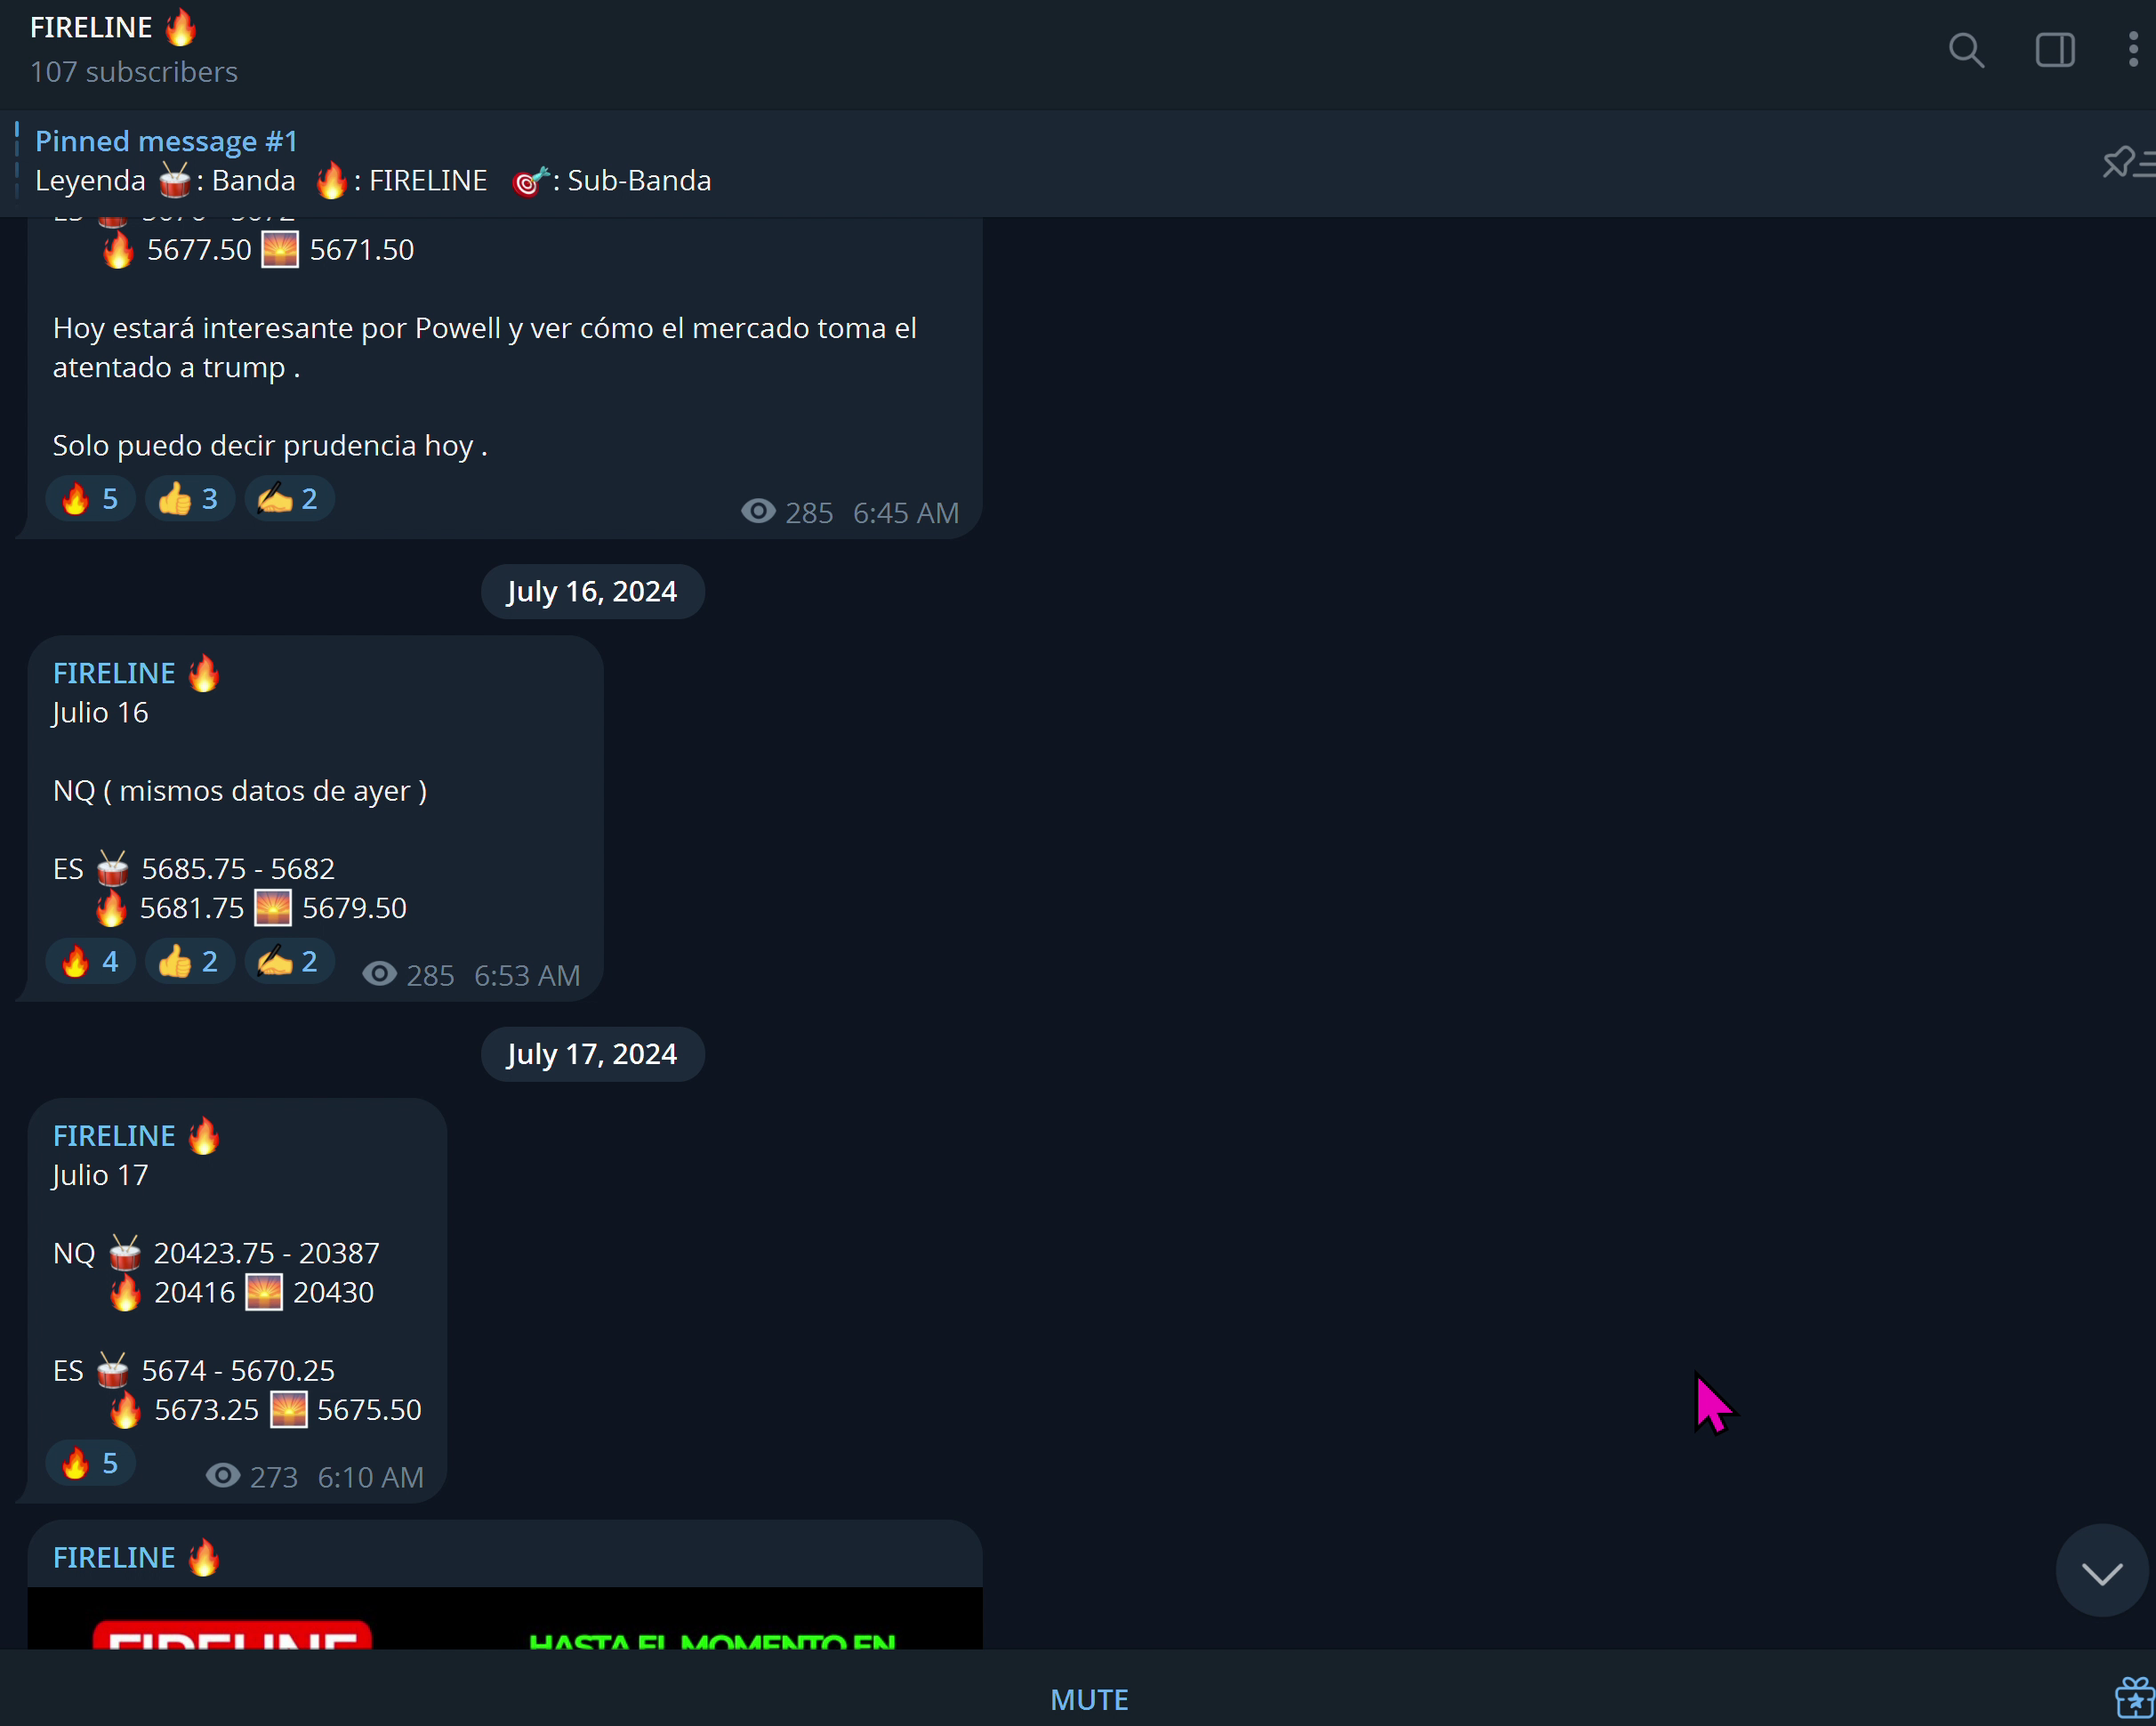 FIRELINE 🔥
107 subscribers
Pinned message #1
Leyenda 🥁: Banda 🔥: FIRELINE 🎯: Sub-Banda
🔥 5677.50 🌅 5671.50
Hoy estará interesante por Powell y ver cómo el mercado toma el
atentado a trump .
Solo puedo decir prudencia hoy .
🔥 5 👍 3 ✍️ 2 285 6:45 AM
July 16, 2024
FIRELINE 🔥
Julio 16
NQ ( mismos datos de ayer )
ES 🥁 5685.75 - 5682
🔥 5681.75 🌅 5679.50
🔥 4 👍 2 ✍️ 2 285 6:53 AM
July 17, 2024
FIRELINE 🔥
Julio 17
NQ 🥁 20423.75 - 20387
🔥 20416 🌅 20430
ES 🥁 5674 - 5670.25
🔥 5673.25 🌅 5675.50
🔥 5 273 6:10 AM
FIRELINE 🔥
FIRELINE HASTA EL MOMENTO EN
MUTE